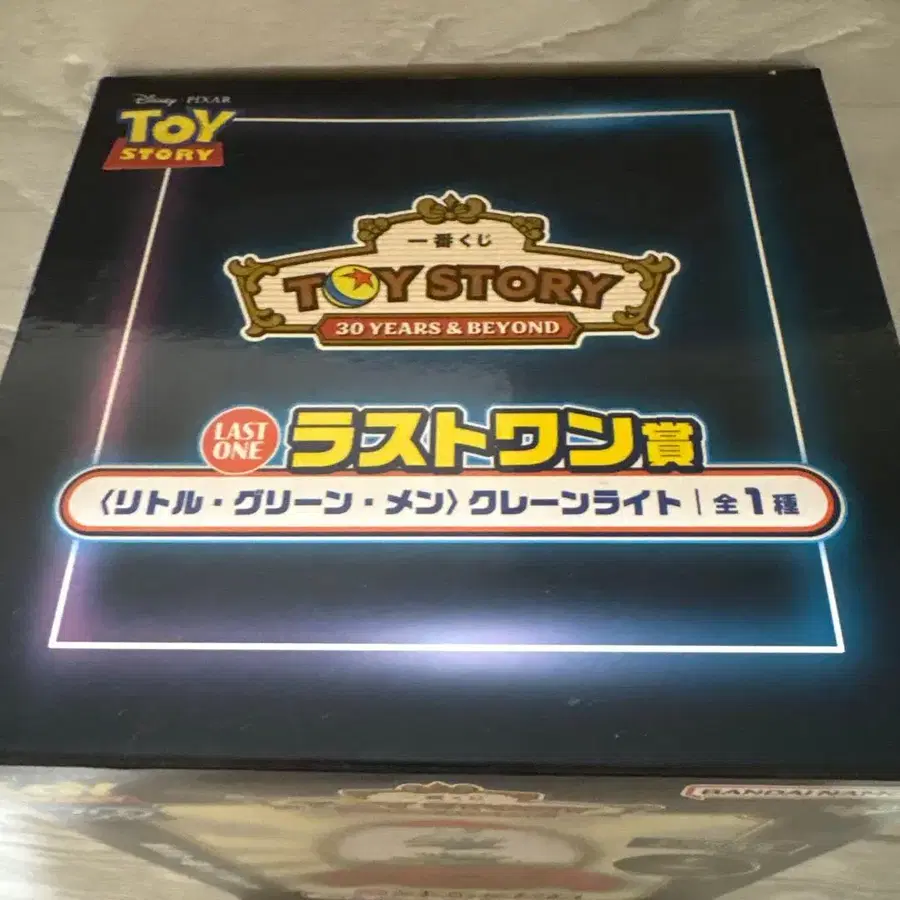 Disney · PIXAR
TOY
STORY
一番くじ
TOY STORY
30 YEARS & BEYOND
LAST
ONE
ラストワン賞
〈リトル・グリーン・メン〉クレーンライト|全1種
BANDAI